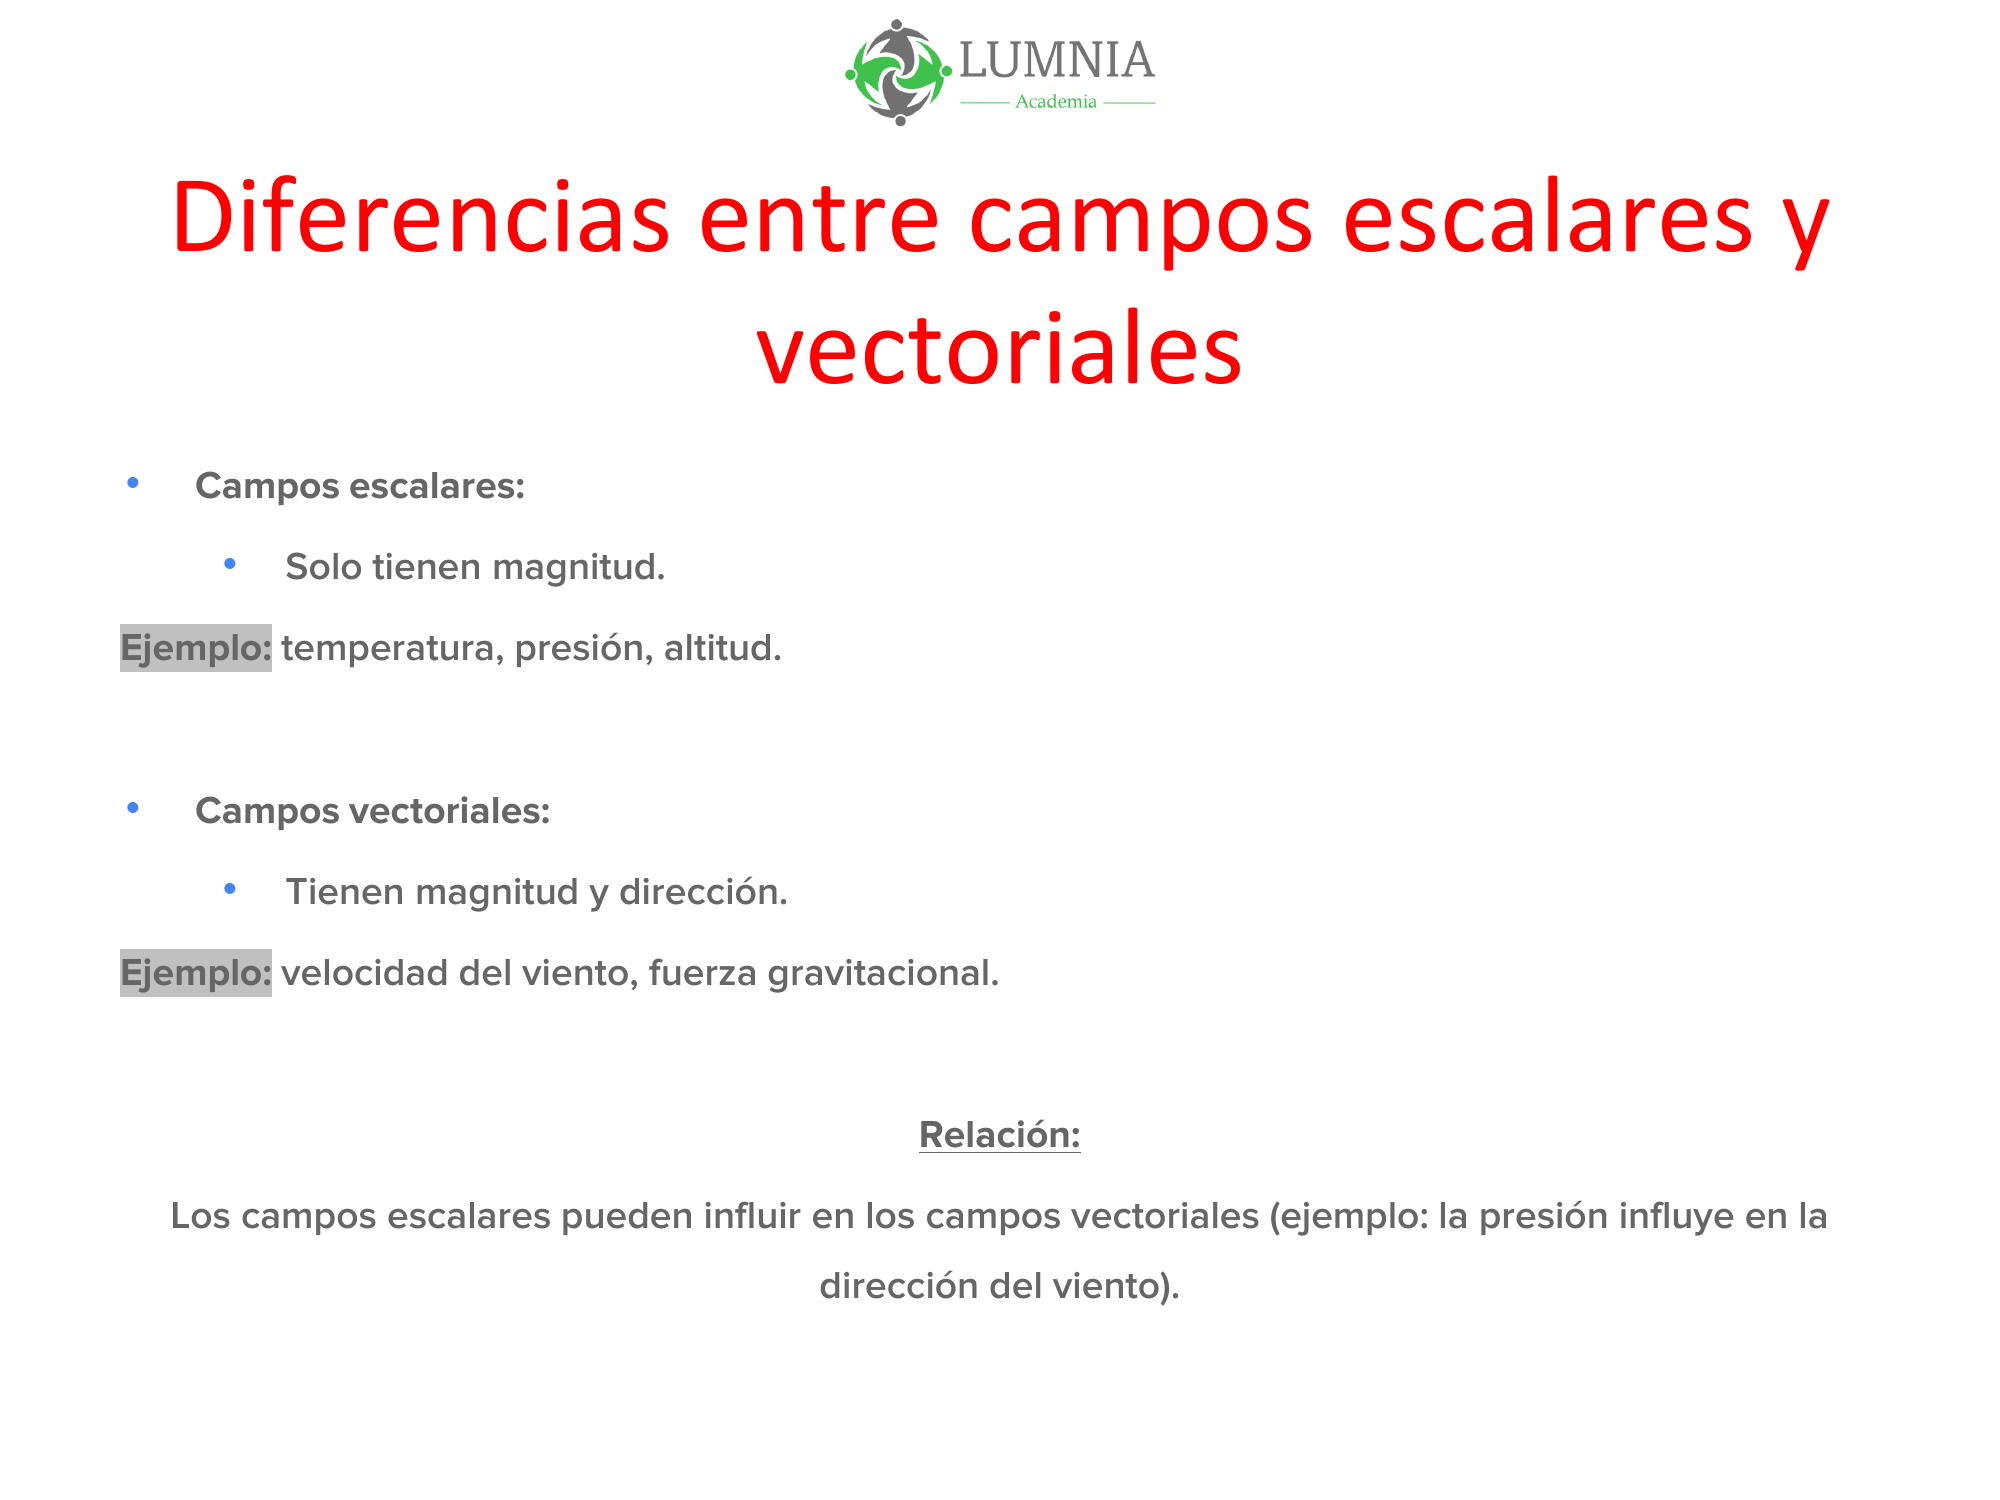 LUMNIA
Academia
Diferencias entre campos escalares y
vectoriales
• Campos escalares:
• Solo tienen magnitud.
Ejemplo: temperatura, presión, altitud.
• Campos vectoriales:
• Tienen magnitud y dirección.
Ejemplo: velocidad del viento, fuerza gravitacional.
Relación:
Los campos escalares pueden influir en los campos vectoriales (ejemplo: la presión influye en la
dirección del viento).